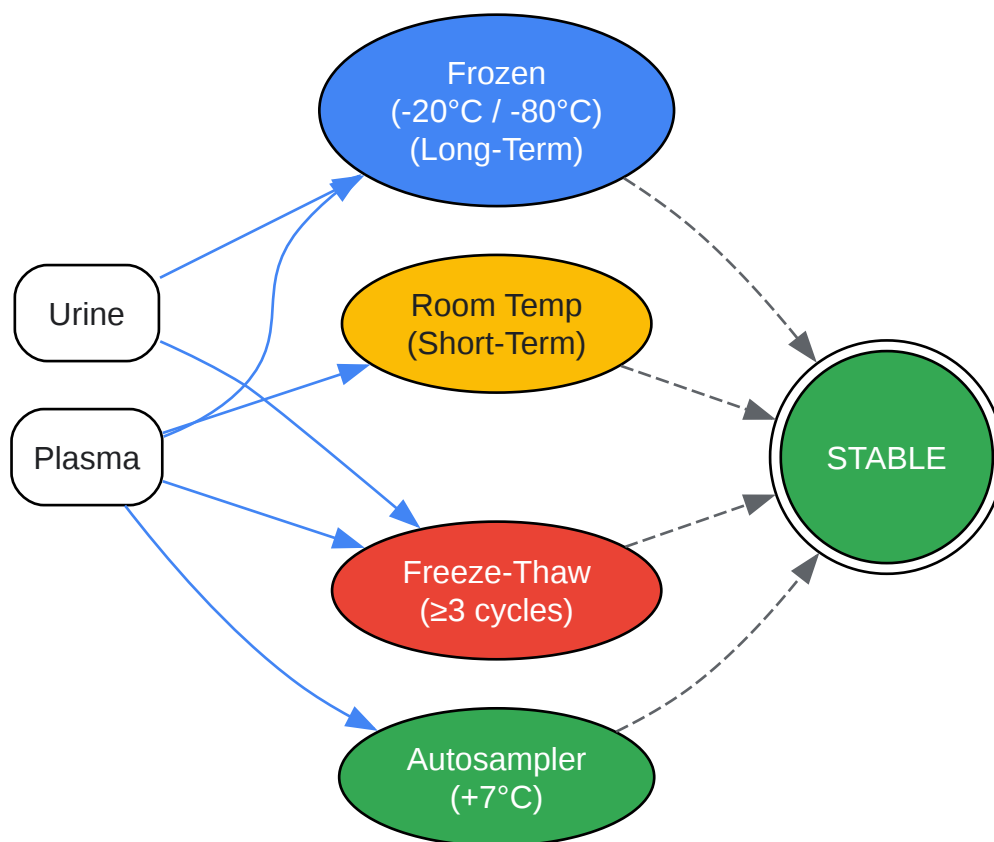 Frozen
(-20°C / -80°C)
(Long-Term)
Urine
Room Temp
(Short-Term)
Plasma
STABLE
Freeze-Thaw
(≥3 cycles)
Autosampler
(+7°C)